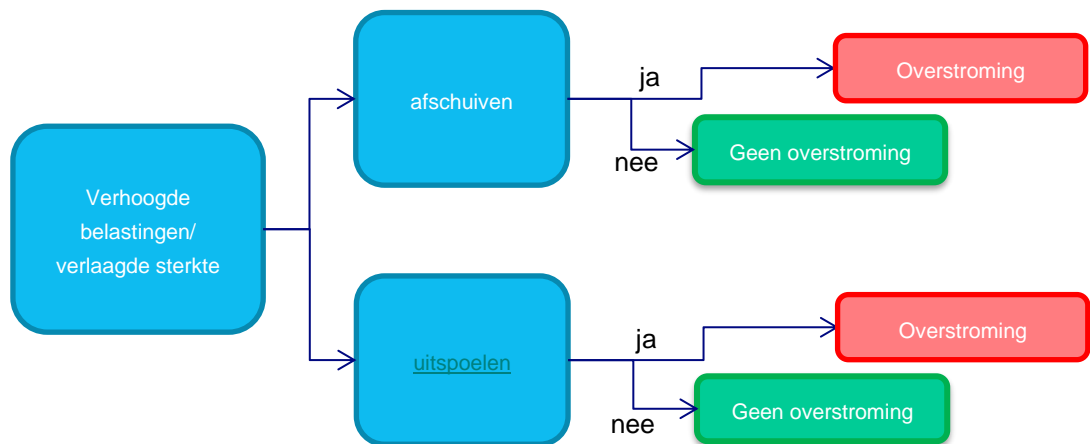 Verhoogde
belastingen/
verlaagde sterkte
afschuiven
ja
Overstroming
nee
Geen overstroming
uitspoelen
ja
Overstroming
nee
Geen overstroming